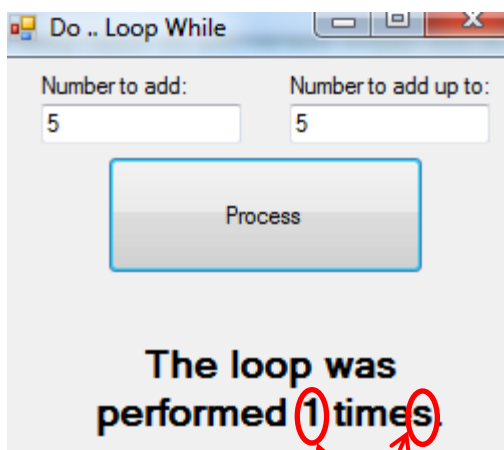 Do .. Loop While
Number to add:
Number to add up to:
5
5
Process
The loop was
performed 1 times.